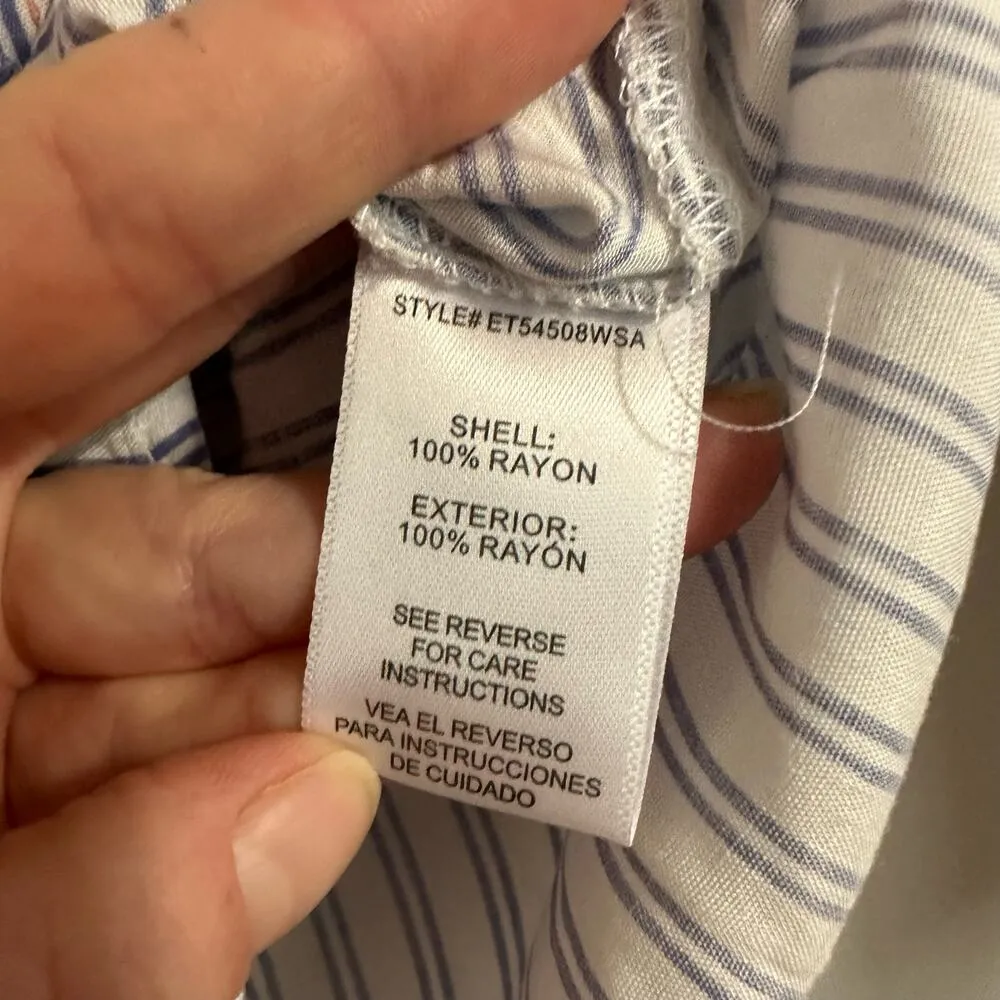 STYLE# ET54508WSA
SHELL:
100% RAYON
EXTERIOR:
100% RAYÓN
SEE REVERSE
FOR CARE
INSTRUCTIONS
VEA EL REVERSO
PARA INSTRUCCIONES
DE CUIDADO